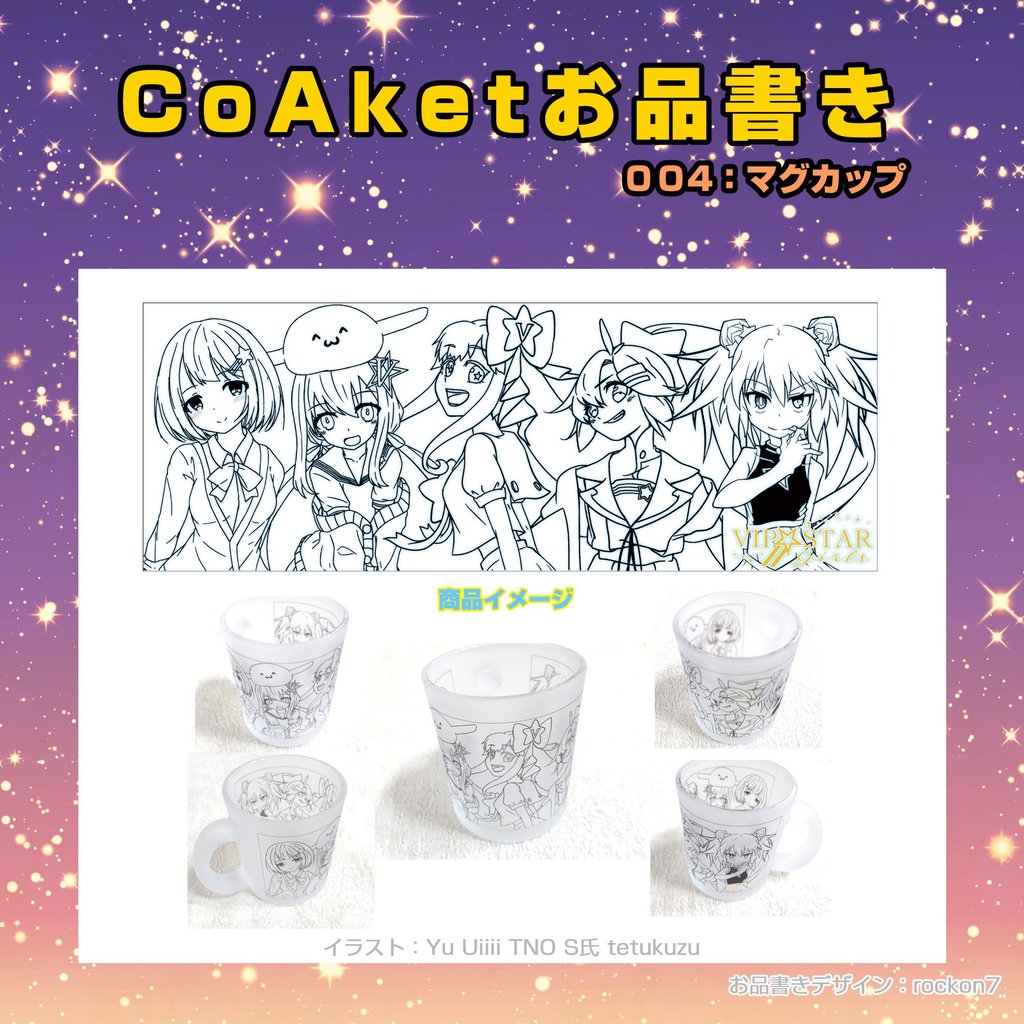 CoAketお品書き
004:マグカップ
VIP☆STAR
girls
商品イメージ
イラスト:Yu Uiiii TNO S氏 tetukuzu
お品書きデザイン:rockon7